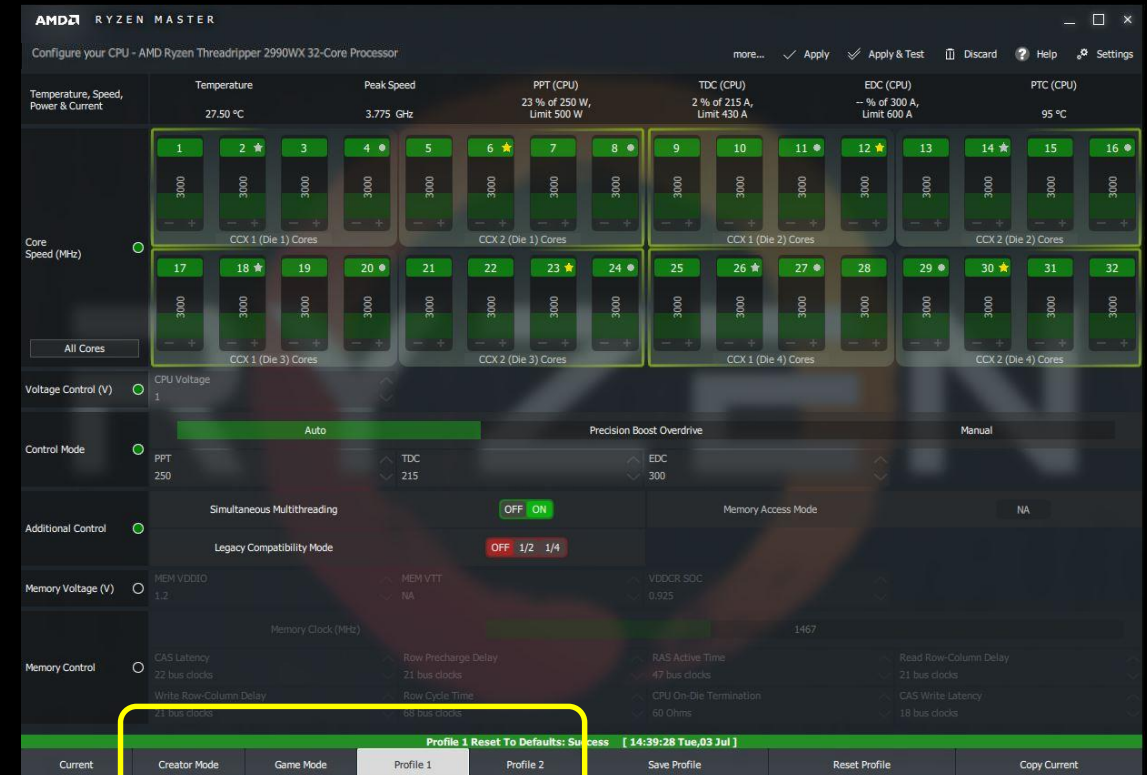 AMD RYZEN MASTER
Configure your CPU - AMD Ryzen Threadripper 2990WX 32-Core Processor more... Apply Apply & Test Discard Help Settings
Temperature, Speed,
Power & Current
Temperature
27.50 °C
Peak Speed
3.775 GHz
PPT (CPU)
23 % of 250 W,
Limit 500 W
TDC (CPU)
2 % of 215 A,
Limit 430 A
EDC (CPU)
-- % of 300 A,
Limit 600 A
PTC (CPU)
95 °C
Core
Speed (MHz)
1 2 3 4 5 6 7 8 9 10 11 12 13 14 15 16
3000 3000 3000 3000 3000 3000 3000 3000 3000 3000 3000 3000 3000 3000 3000 3000
- + - + - + - + - + - + - + - + - + - + - + - + - + - + - + - +
CCX 1 (Die 1) Cores CCX 2 (Die 1) Cores CCX 1 (Die 2) Cores CCX 2 (Die 2) Cores
17 18 19 20 21 22 23 24 25 26 27 28 29 30 31 32
3000 3000 3000 3000 3000 3000 3000 3000 3000 3000 3000 3000 3000 3000 3000 3000
- + - + - + - + - + - + - + - + - + - + - + - + - + - + - + - +
CCX 1 (Die 3) Cores CCX 2 (Die 3) Cores CCX 1 (Die 4) Cores CCX 2 (Die 4) Cores
All Cores
RYZEN
Voltage Control (V)
CPU Voltage
1
Control Mode
Auto Precision Boost Overdrive Manual
PPT TDC EDC
250 215 300
Additional Control
Simultaneous Multithreading OFF ON Memory Access Mode NA
Legacy Compatibility Mode OFF 1/2 1/4
Memory Voltage (V)
MEM VDDIO MEM VTT VDDCR SOC
1.2 NA 0.925
Memory Control
Memory Clock (MHz) 1467
CAS Latency Row Precharge Delay RAS Active Time Read Row-Column Delay
22 bus clocks 21 bus clocks 47 bus clocks 21 bus clocks
Write Row-Column Delay Row Cycle Time CPU On-Die Termination CAS Write Latency
21 bus clocks 68 bus clocks 60 Ohms 18 bus clocks
Profile 1 Reset To Defaults: Success [ 14:39:28 Tue,03 Jul ]
Current Creator Mode Game Mode Profile 1 Profile 2 Save Profile Reset Profile Copy Current